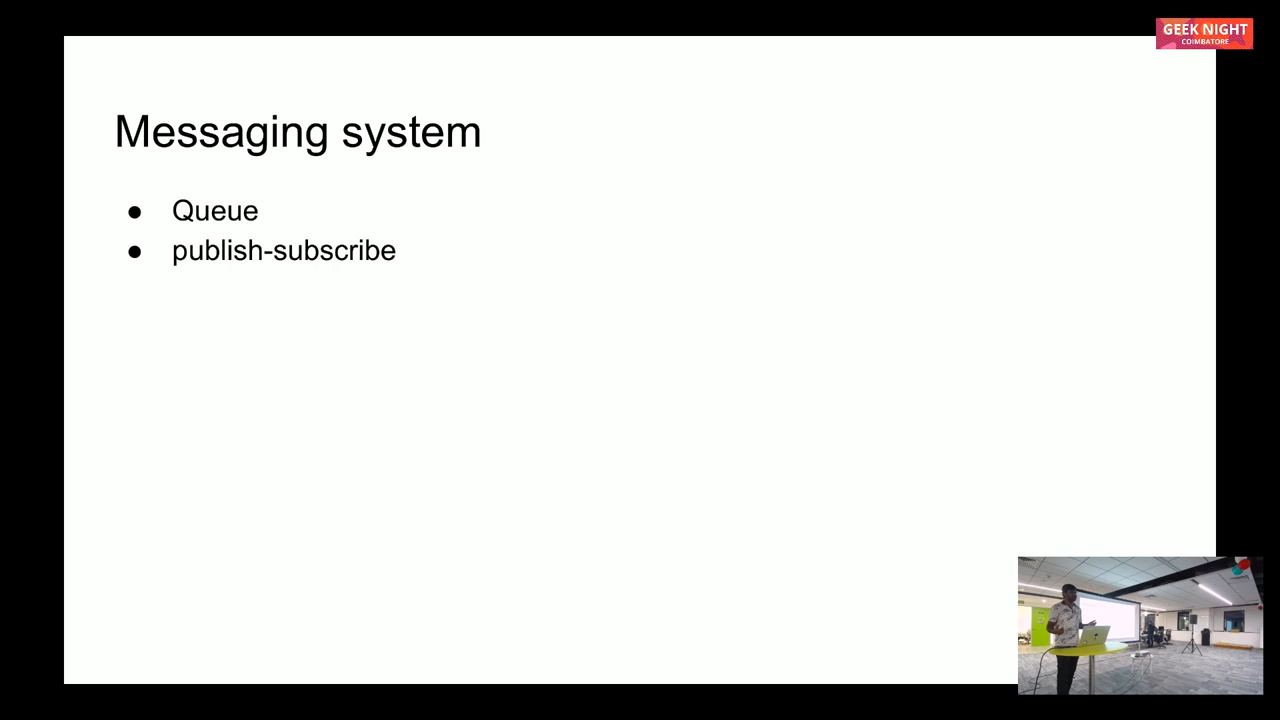 GEEK NIGHT
COIMBATORE
Messaging system
● Queue
● publish-subscribe